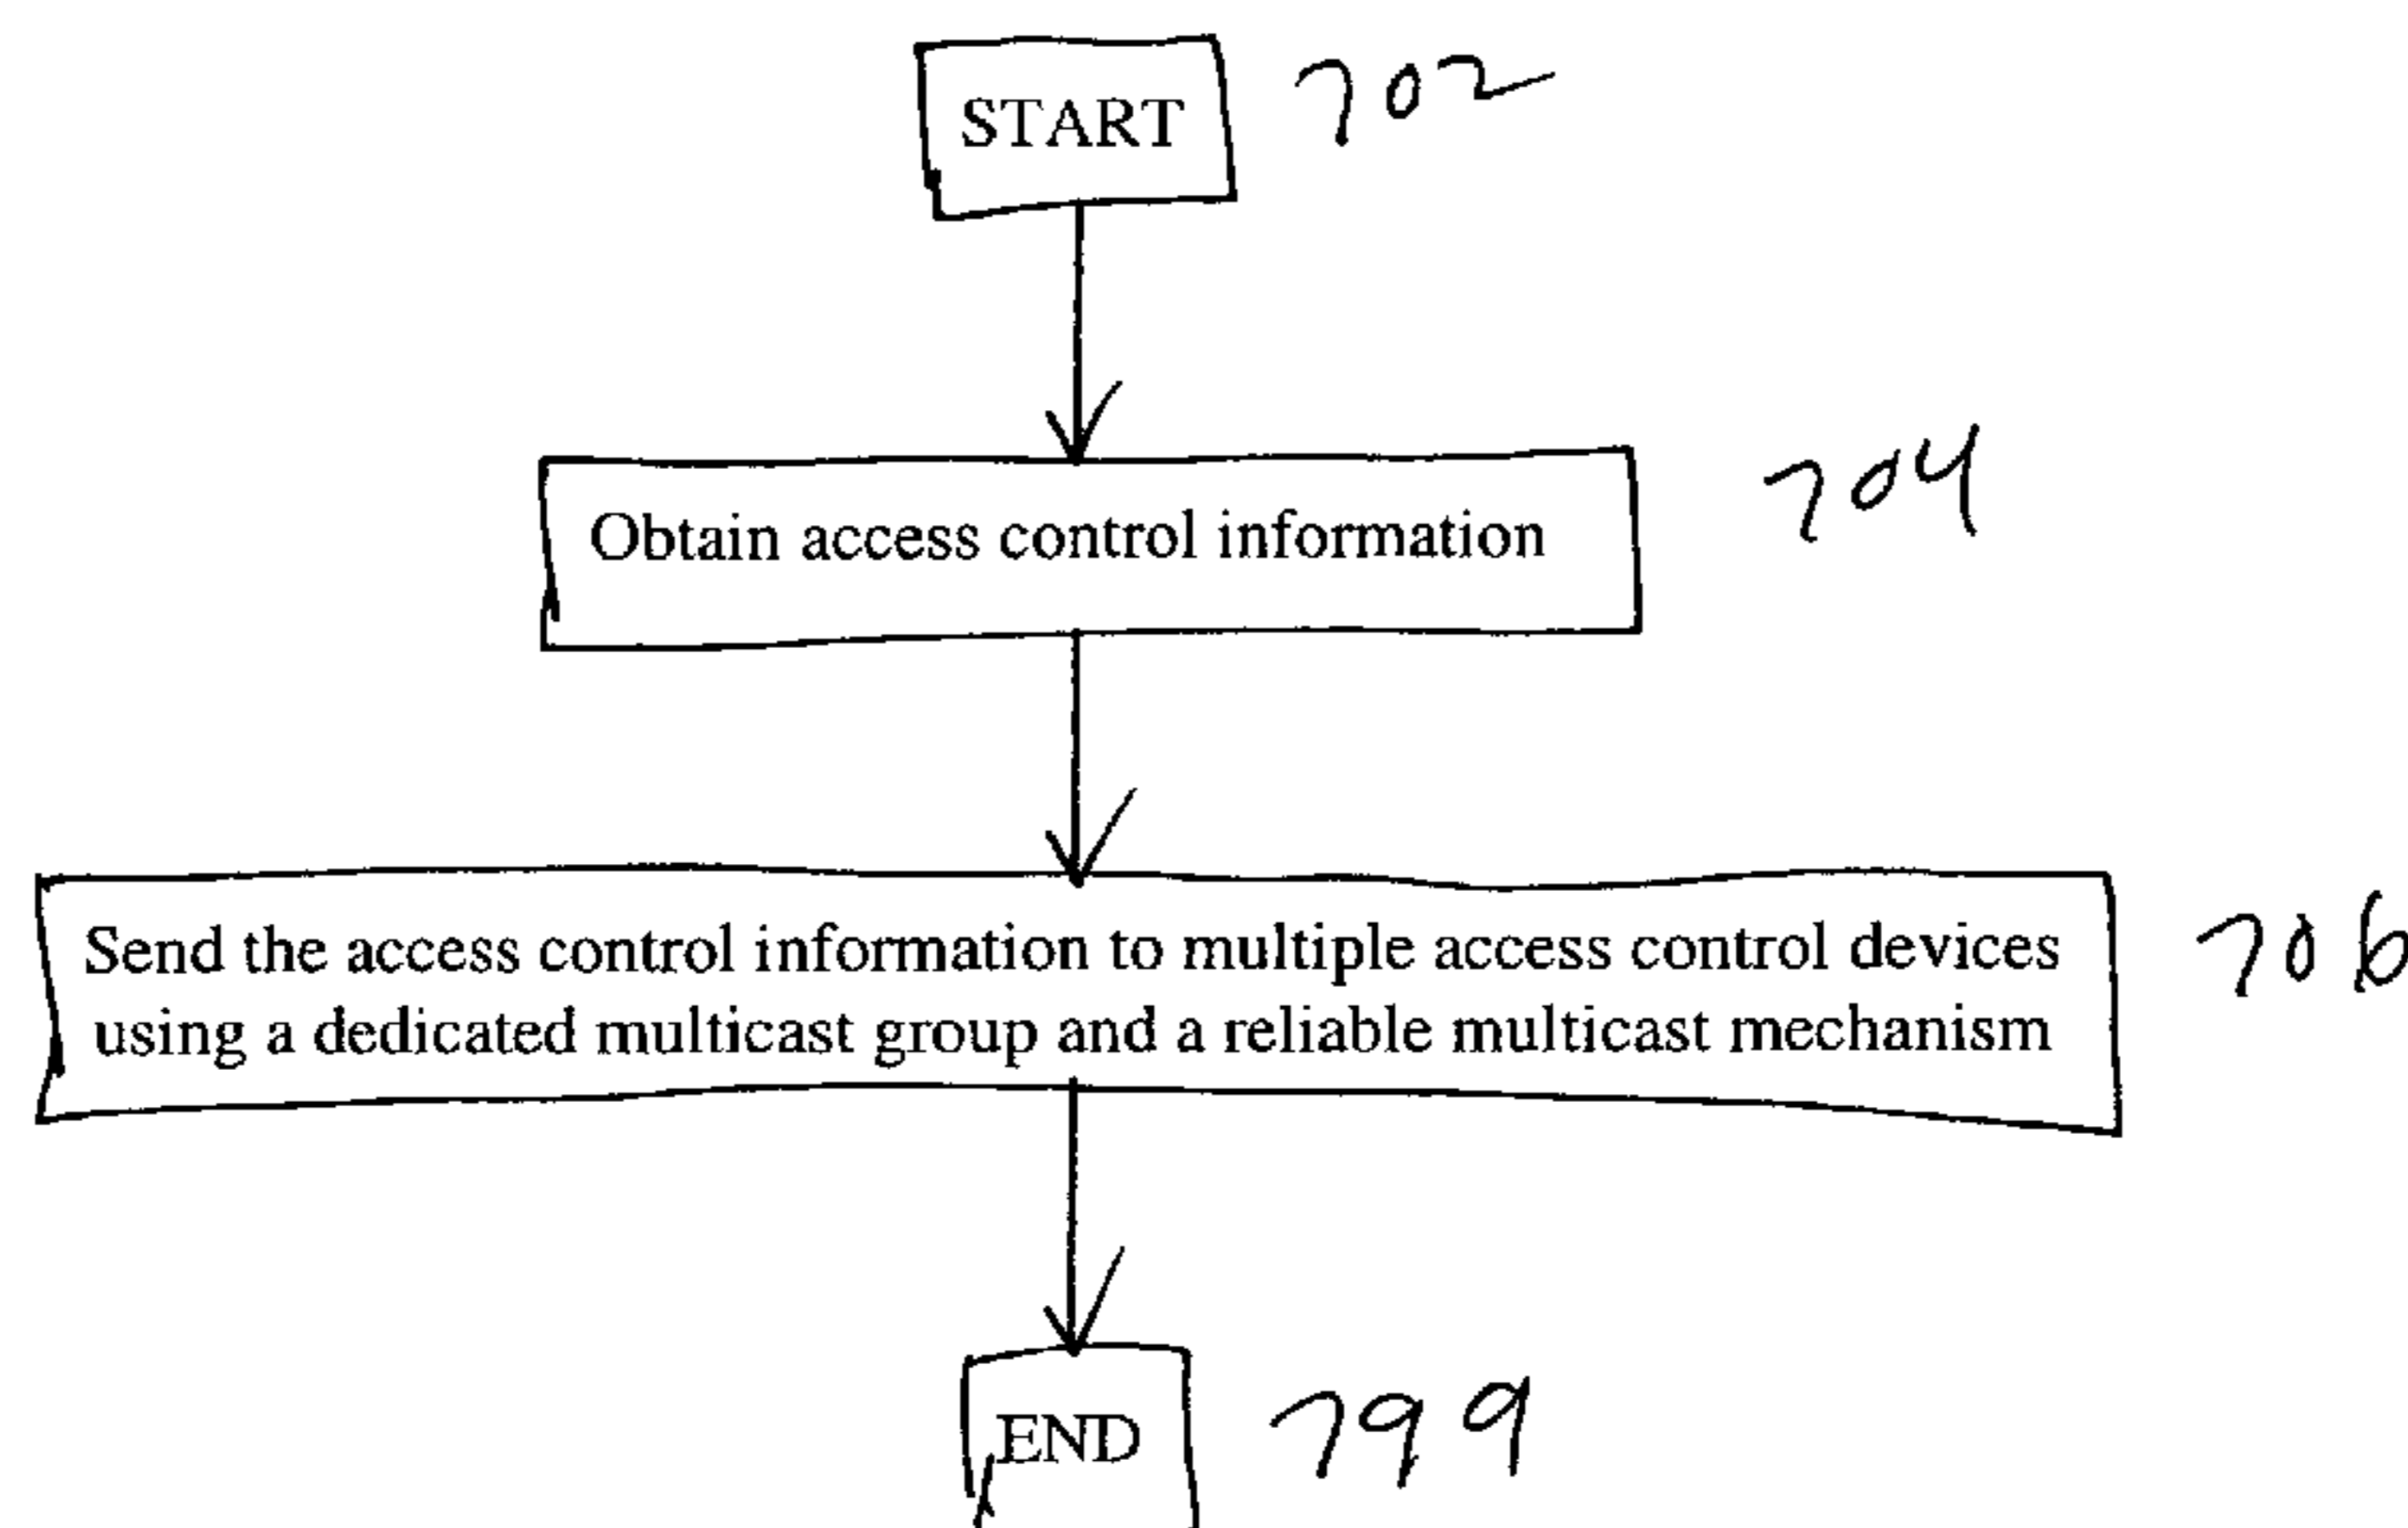 START 702
Obtain access control information 704
Send the access control information to multiple access control devices 706
using a dedicated multicast group and a reliable multicast mechanism
END 799